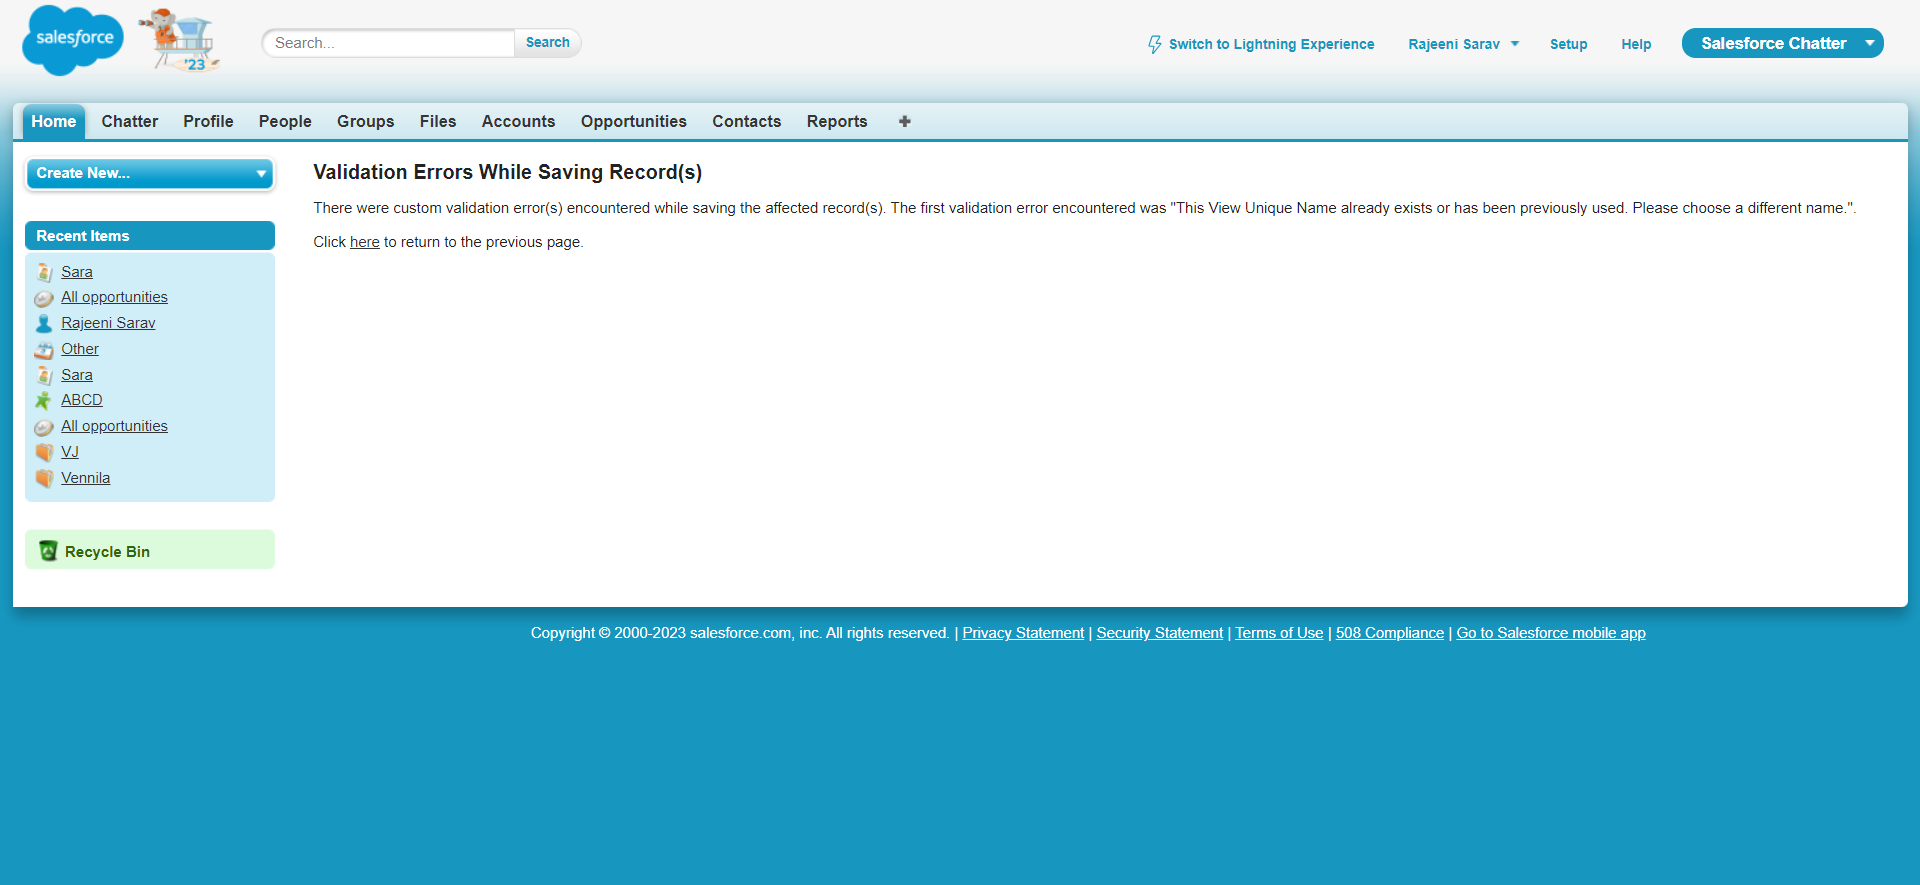 salesforce
'23
Search...
Search
Switch to Lightning Experience
Rajeeni Sarav
Setup
Help
Salesforce Chatter
Home
Chatter
Profile
People
Groups
Files
Accounts
Opportunities
Contacts
Reports
Create New...
Recent Items
Sara
All opportunities
Rajeeni Sarav
Other
Sara
ABCD
All opportunities
VJ
Vennila
Recycle Bin
Validation Errors While Saving Record(s)
There were custom validation error(s) encountered while saving the affected record(s). The first validation error encountered was "This View Unique Name already exists or has been previously used. Please choose a different name.".
Click here to return to the previous page.
Copyright © 2000-2023 salesforce.com, inc. All rights reserved. | Privacy Statement | Security Statement | Terms of Use | 508 Compliance | Go to Salesforce mobile app